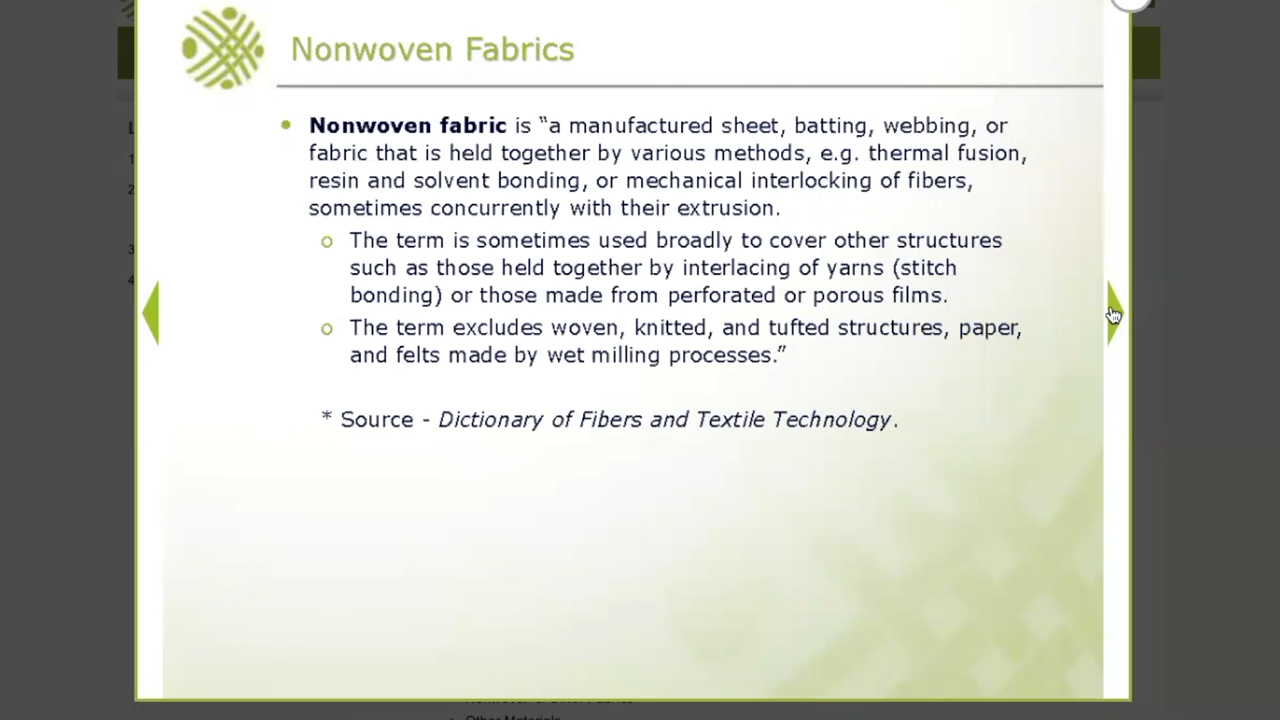 Nonwoven Fabrics
• Nonwoven fabric is “a manufactured sheet, batting, webbing, or
fabric that is held together by various methods, e.g. thermal fusion,
resin and solvent bonding, or mechanical interlocking of fibers,
sometimes concurrently with their extrusion.
o The term is sometimes used broadly to cover other structures
such as those held together by interlacing of yarns (stitch
bonding) or those made from perforated or porous films.
o The term excludes woven, knitted, and tufted structures, paper,
and felts made by wet milling processes.”
* Source - Dictionary of Fibers and Textile Technology.